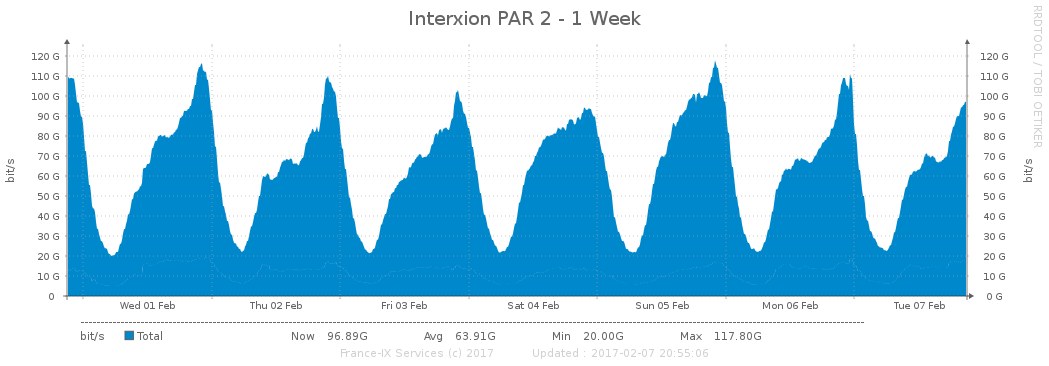 Interxion PAR 2 - 1 Week
RRDTOOL / TOBI OETIKER
bit/s
120 G 120 G
110 G 110 G
100 G 100 G
90 G 90 G
80 G 80 G
70 G 70 G
60 G 60 G
50 G 50 G
40 G 40 G
30 G 30 G
20 G 20 G
10 G 10 G
0 0 G
bit/s
Wed 01 Feb Thu 02 Feb Fri 03 Feb Sat 04 Feb Sun 05 Feb Mon 06 Feb Tue 07 Feb
bit/s Total Now 96.89G Avg 63.91G Min 20.00G Max 117.80G
France-IX Services (c) 2017 Updated : 2017-02-07 20:55:06